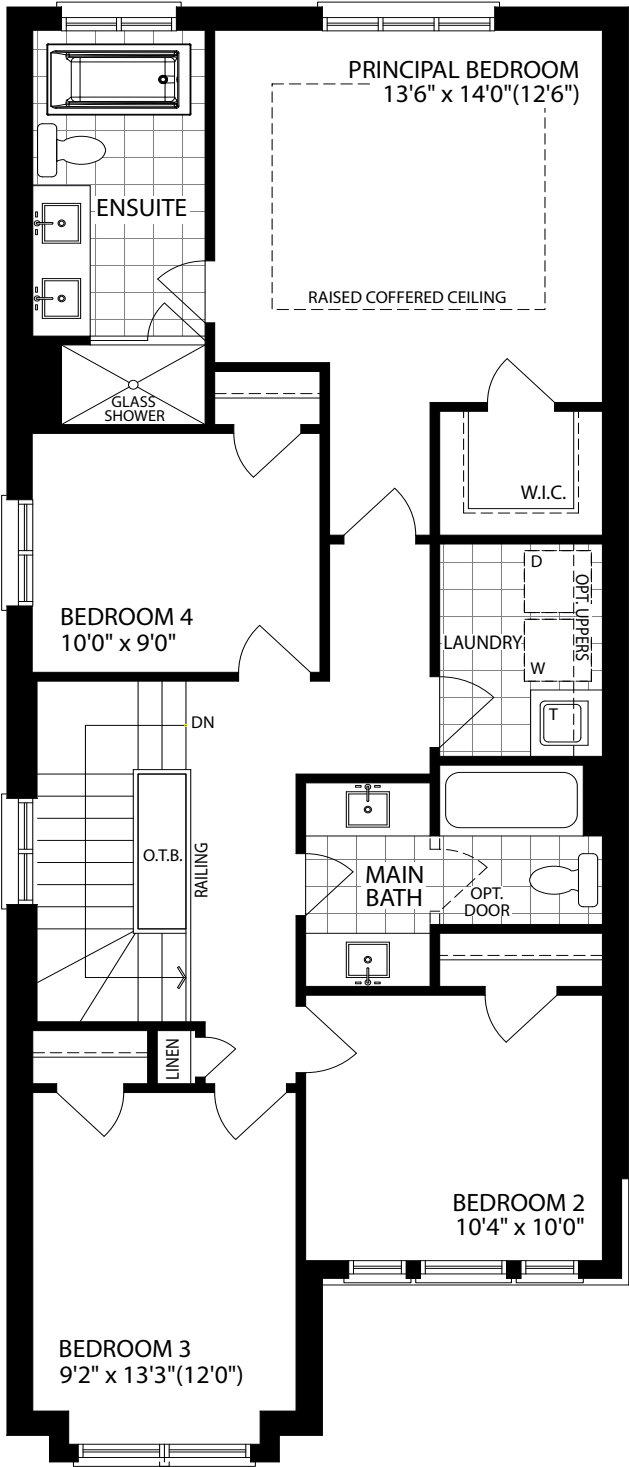 PRINCIPAL BEDROOM
13'6" x 14'0"(12'6")
ENSUITE
RAISED COFFERED CEILING
GLASS
SHOWER
W.I.C.
D
OPT. UPPERS
BEDROOM 4
10'0" x 9'0"
LAUNDRY
W
T
DN
O.T.B.
RAILING
MAIN
BATH
OPT.
DOOR
LINEN
BEDROOM 2
10'4" x 10'0"
BEDROOM 3
9'2" x 13'3"(12'0")